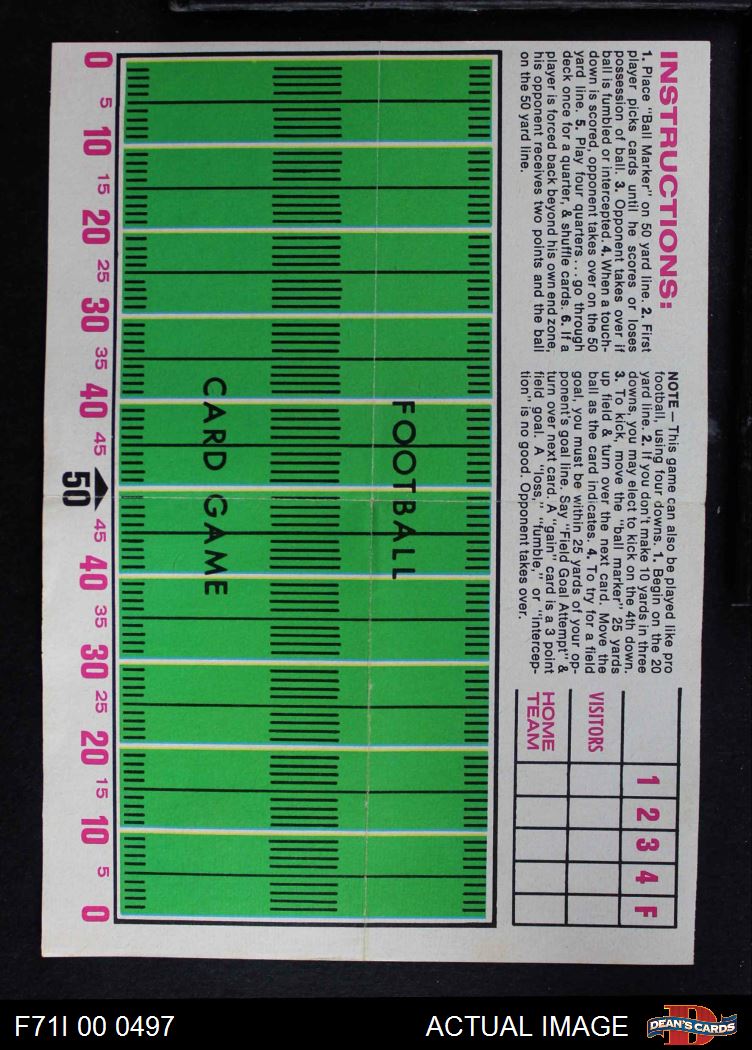 INSTRUCTIONS:
1. Place "Ball Marker" on 50 yard line. 2. First
player picks cards until he scores or loses
possession of ball. 3. Opponent takes over if
ball is fumbled or intercepted. 4. When a touch-
down is scored, opponent takes over on the 50
yard line. 5. Play four quarters...go through
deck once for a quarter, & shuffle cards. 6. If a
player is forced back beyond his own end zone,
his opponent receives two points and the ball
on the 50 yard line.
NOTE — This game can also be played like pro
football, using four downs. 1. Begin on the 20
yard line. 2. If you don't make 10 yards in three
downs, you may elect to kick on the 4th down.
3. To kick, move the "ball marker" 25 yards
up field & turn over the next card. Move the
ball as the card indicates. 4. To try for a field
goal, you must be within 25 yards of your op-
ponent's goal line. Say "Field Goal Attempt" &
turn over next card. A "gain" card is a 3 point
field goal. A "loss," "fumble," or "intercep-
tion" is no good. Opponent takes over.
1 2 3 4 F
VISITORS
HOME
TEAM
FOOTBALL
CARD GAME
0 5 10 15 20 25 30 35 40 45 50 45 40 35 30 25 20 15 10 5 0
F71I 00 0497
ACTUAL IMAGE
D
DEAN'S CARDS